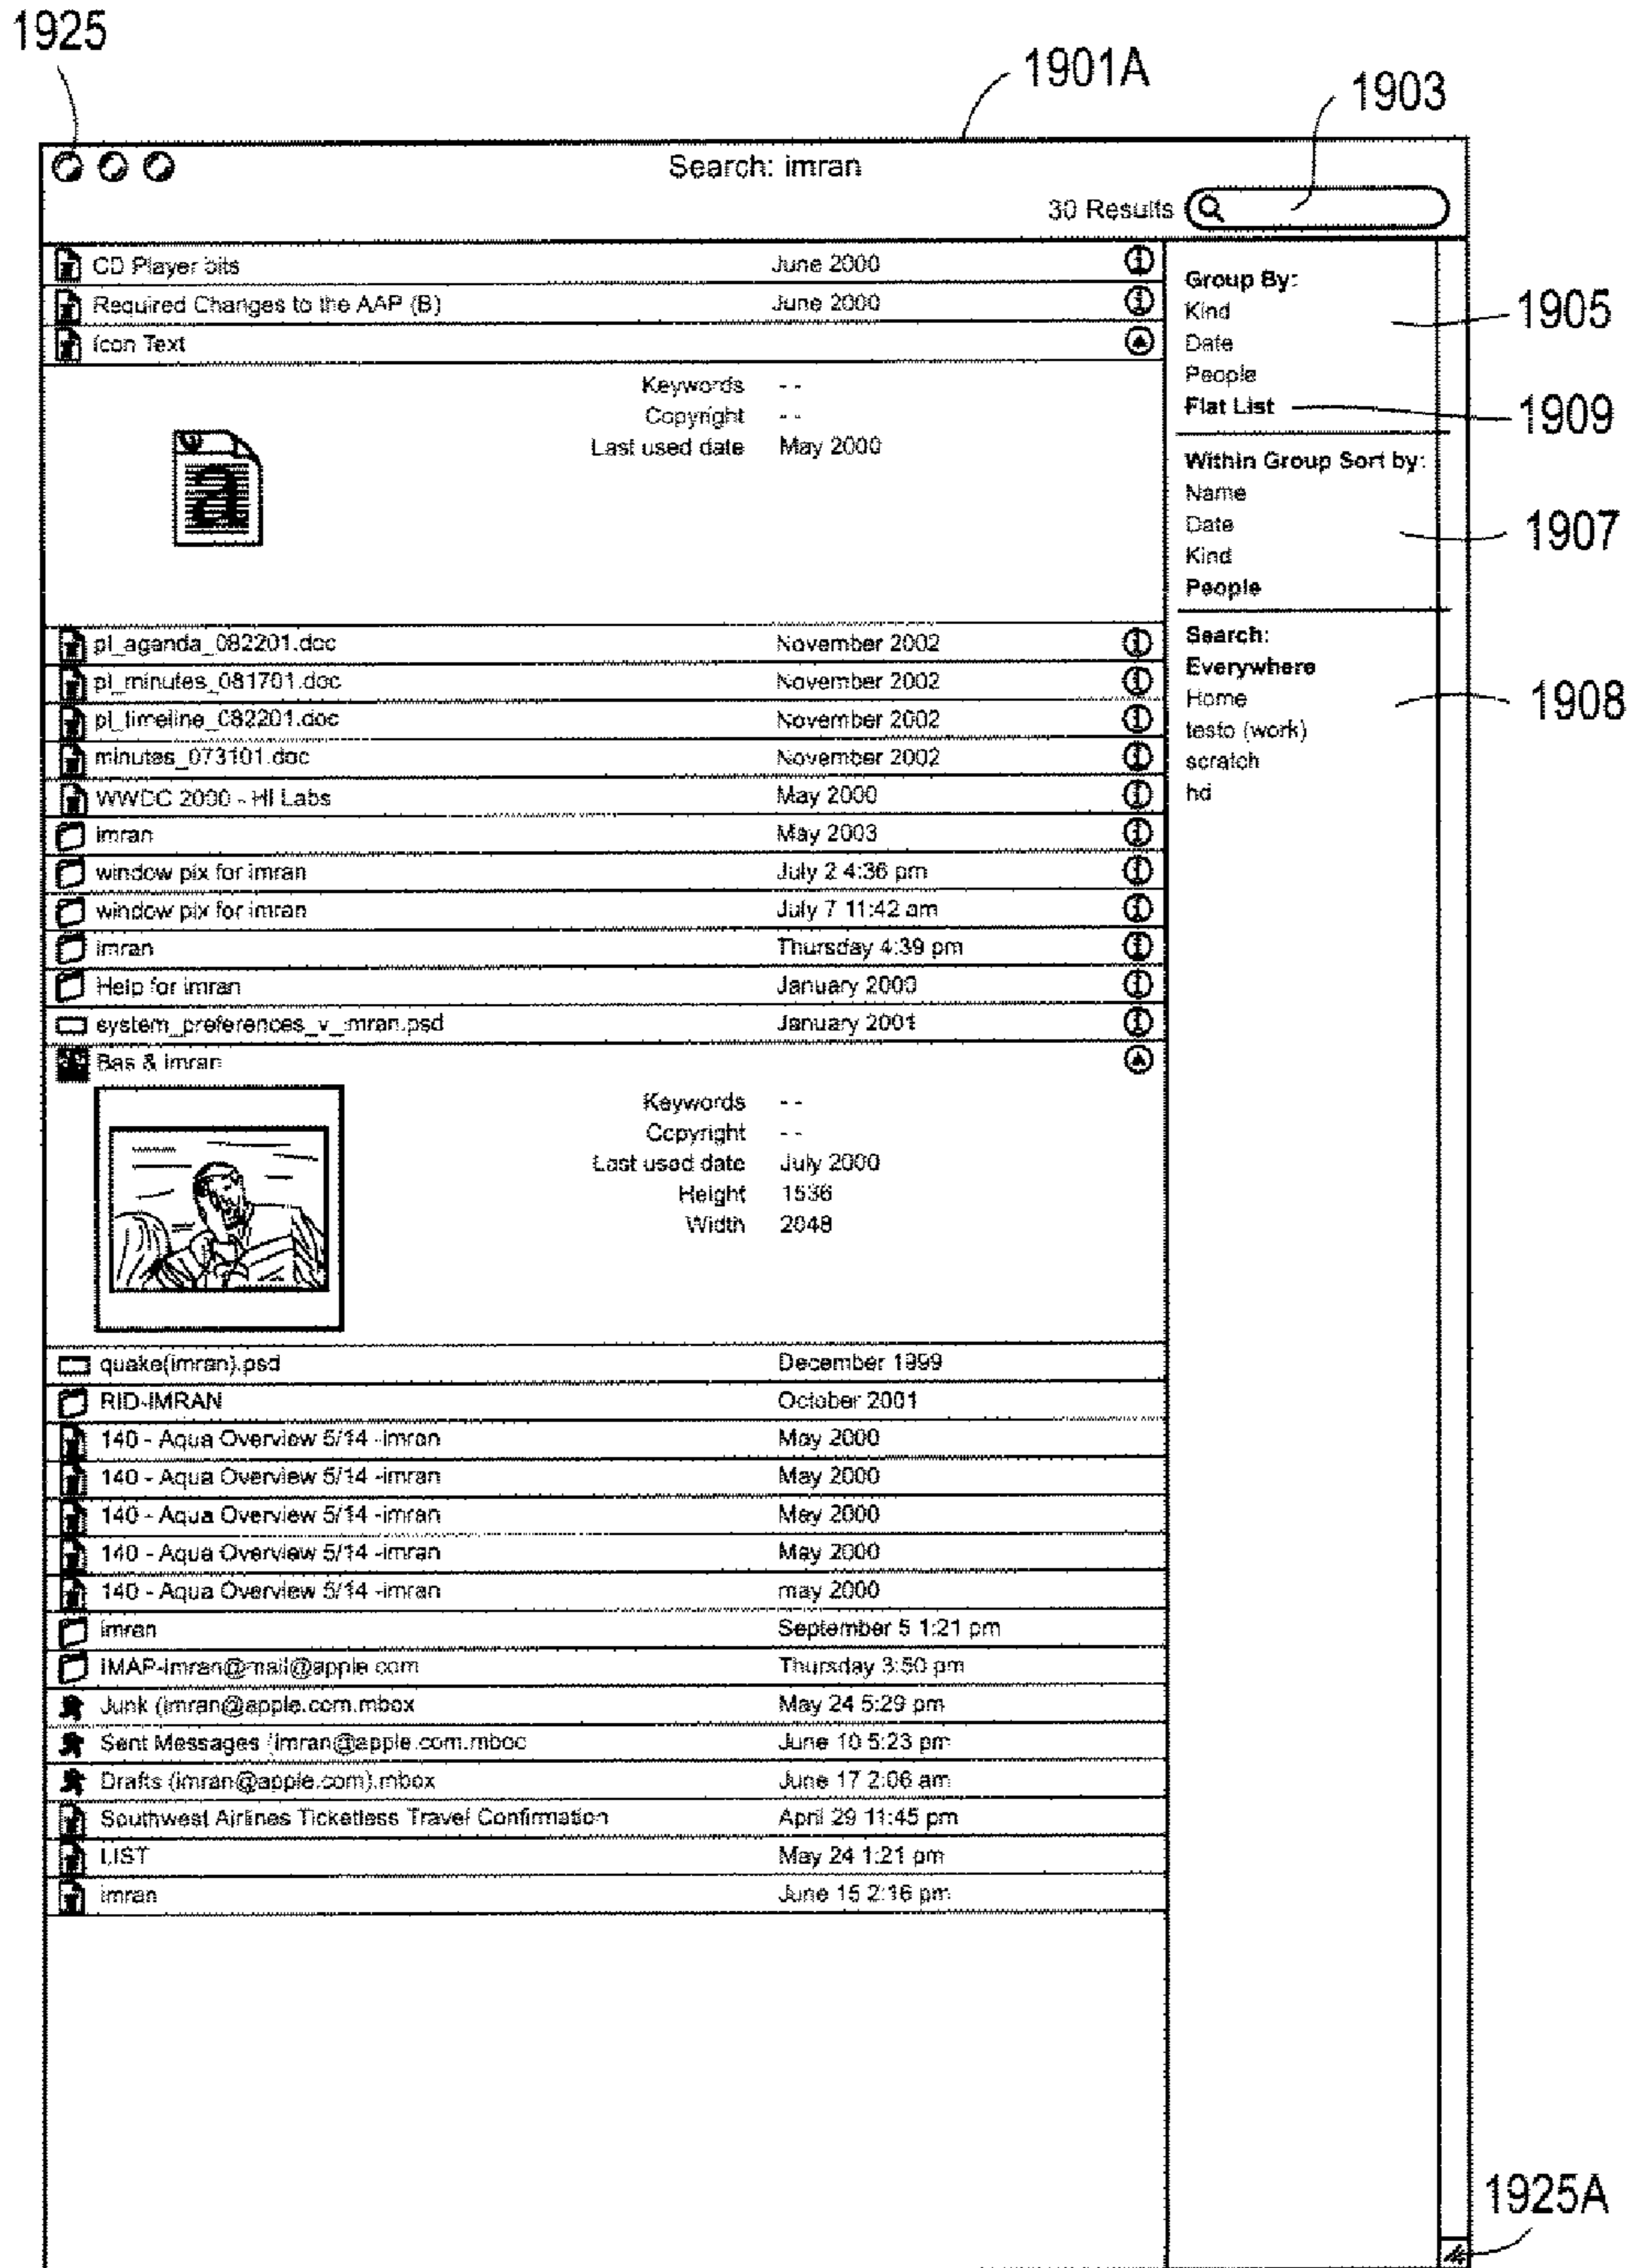 1925
1901A
1903
Search: imran
30 Results
CD Player bits June 2000
Required Changes to the AAP (B) June 2000
Icon Text
Keywords - -
Copyright - -
Last used date May 2000
a
pl_aganda_082201.doc November 2002
pl_minutes_081701.doc November 2002
pl_timeline_082201.doc November 2002
minutes_073101.doc November 2002
WWDC 2000 - HI Labs May 2000
imran May 2003
window pix for imran July 2 4:36 pm
window pix for imran July 7 11:42 am
imran Thursday 4:39 pm
Help for imran January 2000
system_preferences_v_imran.psd January 2001
Bas & imran
Keywords - -
Copyright - -
Last used date July 2000
Height 1536
Width 2048
quake(imran).psd December 1999
RID-IMRAN October 2001
140 - Aqua Overview 5/14 -imran May 2000
140 - Aqua Overview 5/14 -imran May 2000
140 - Aqua Overview 5/14 -imran May 2000
140 - Aqua Overview 5/14 -imran May 2000
140 - Aqua Overview 5/14 -imran may 2000
imran September 5 1:21 pm
IMAP-imran@mail@apple.com Thursday 3:50 pm
Junk (imran@apple.com.mbox May 24 5:29 pm
Sent Messages (imran@apple.com.mboc June 10 5:23 pm
Drafts (imran@apple.com).mbox June 17 2:06 am
Southwest Airlines Ticketless Travel Confirmation April 29 11:45 pm
LIST May 24 1:21 pm
imran June 15 2:16 pm
Group By:
Kind
Date
People
Flat List
Within Group Sort by:
Name
Date
Kind
People
Search:
Everywhere
Home
testo (work)
scratch
hd
1905
1909
1907
1908
1925A